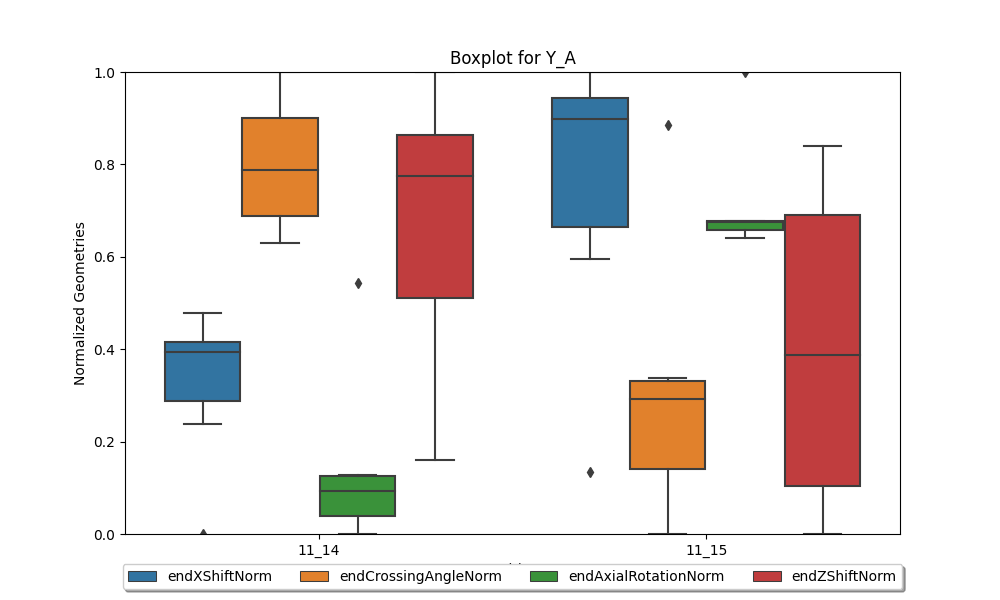 Boxplot for Y_A
1.0
0.8
0.6
0.4
0.2
0.0
Normalized Geometries
11_14 11_15
endXShiftNorm endCrossingAngleNorm endAxialRotationNorm endZShiftNorm